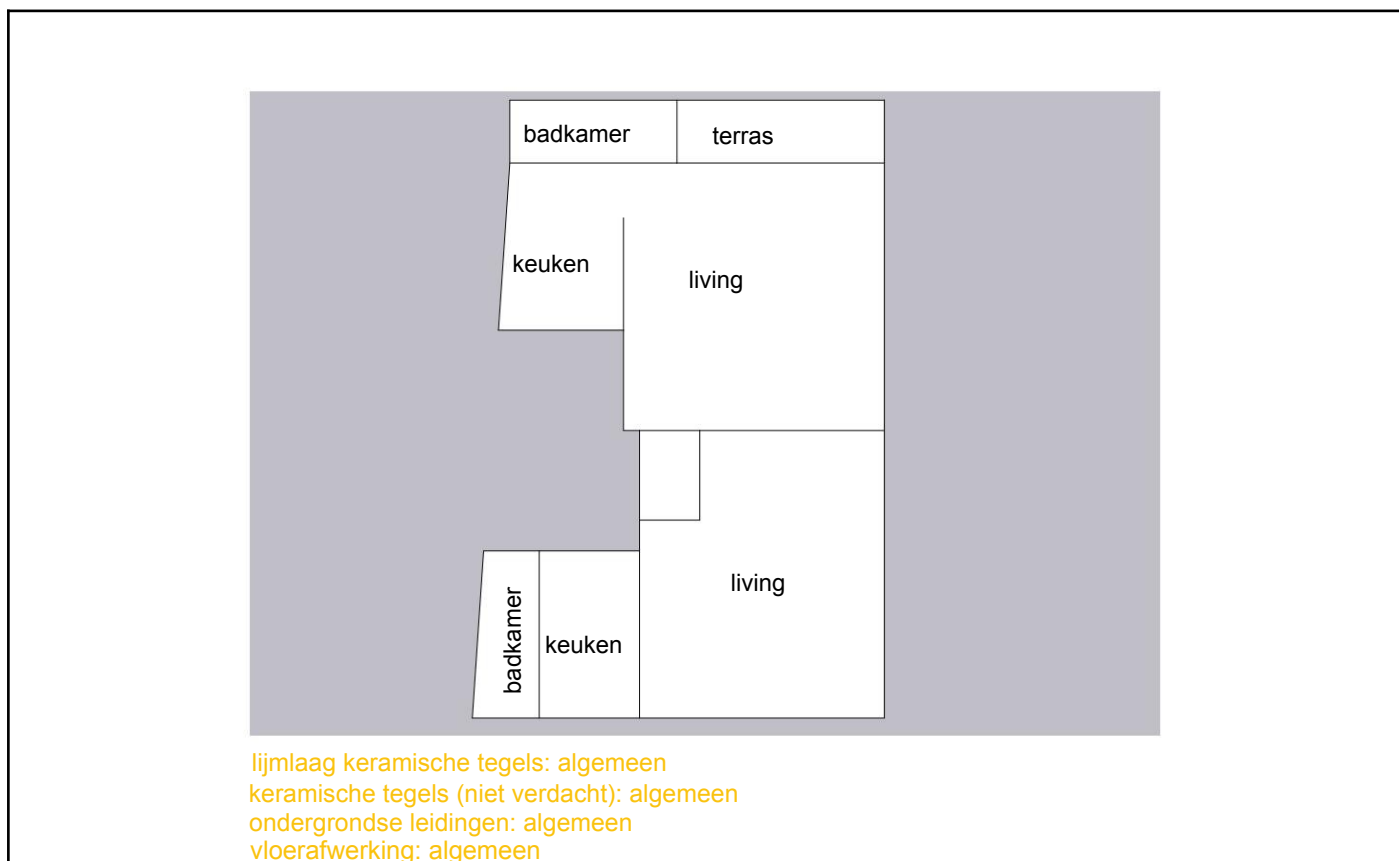 badkamer
terras
keuken
living
living
badkamer
keuken
lijmlaag keramische tegels: algemeen
keramische tegels (niet verdacht): algemeen
ondergrondse leidingen: algemeen
vloerafwerking: algemeen